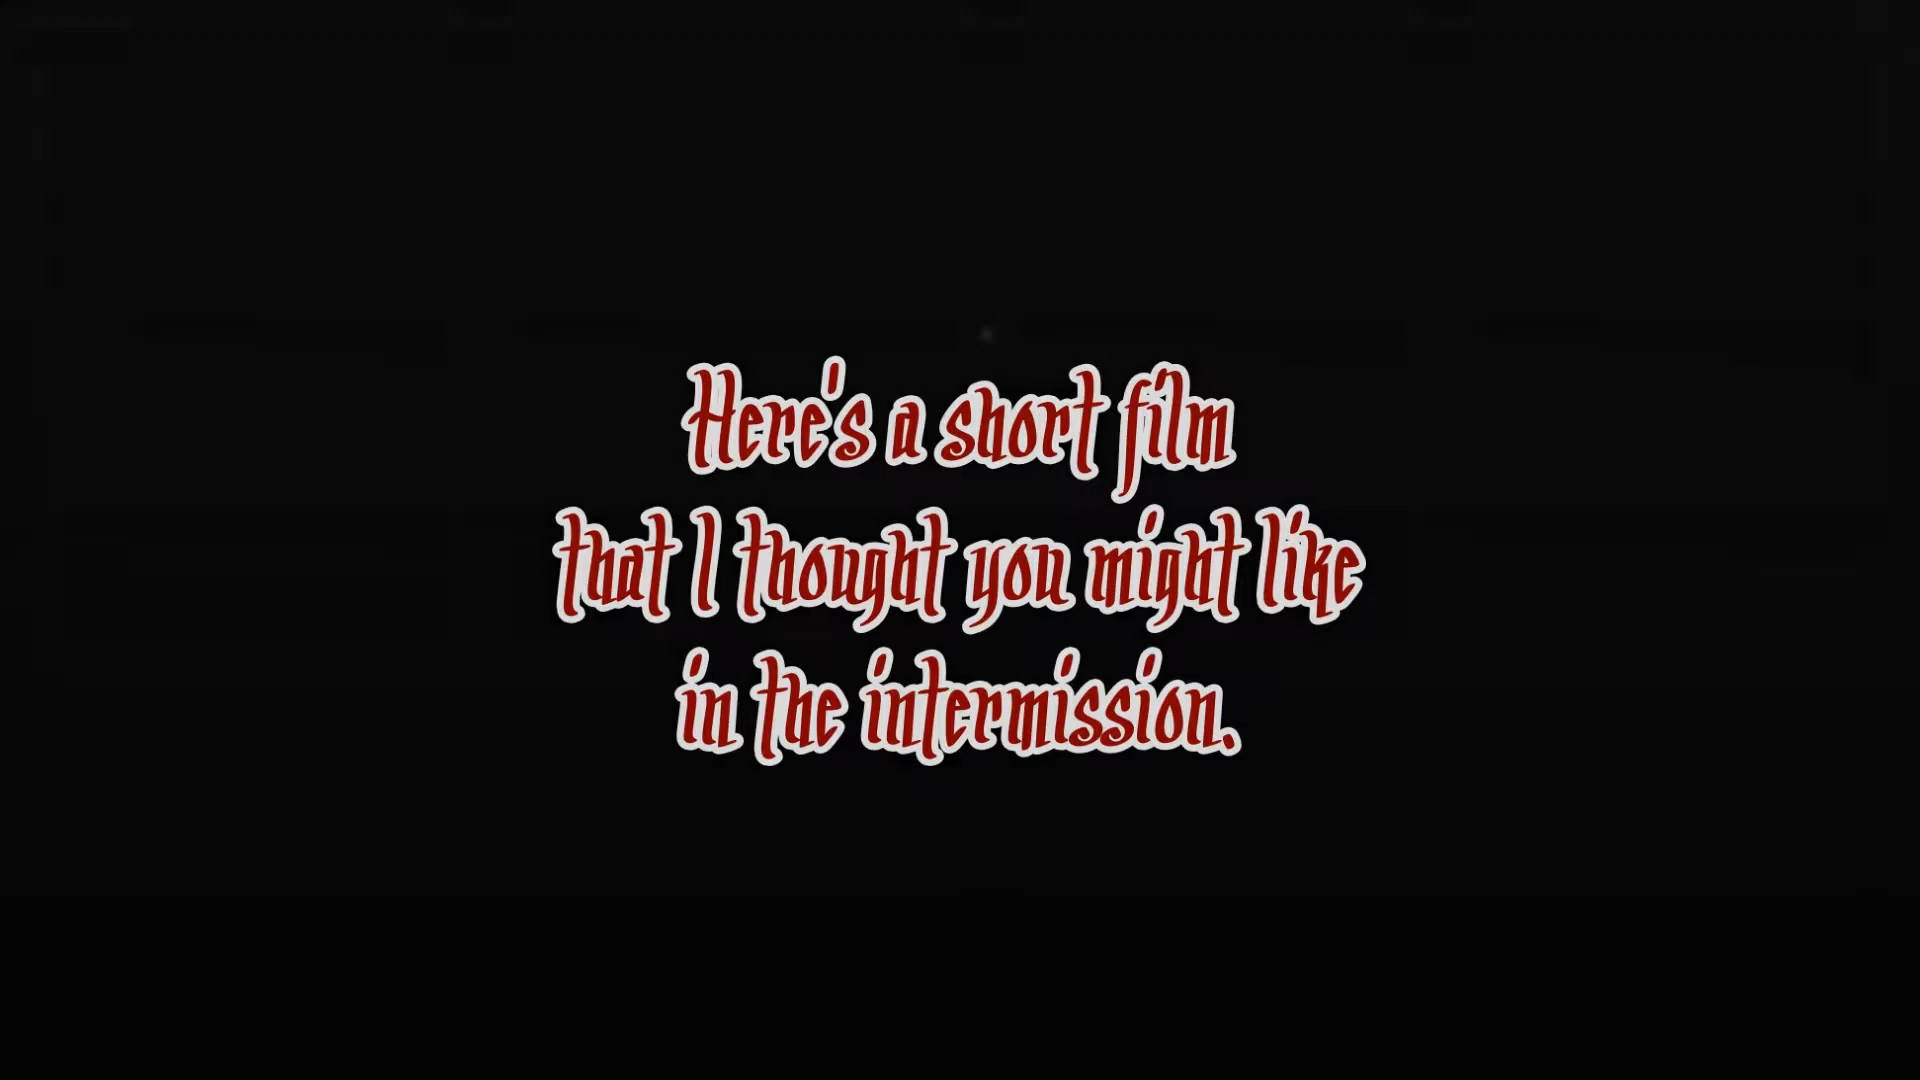 Here's a short film
that I thought you might like
in the intermission.